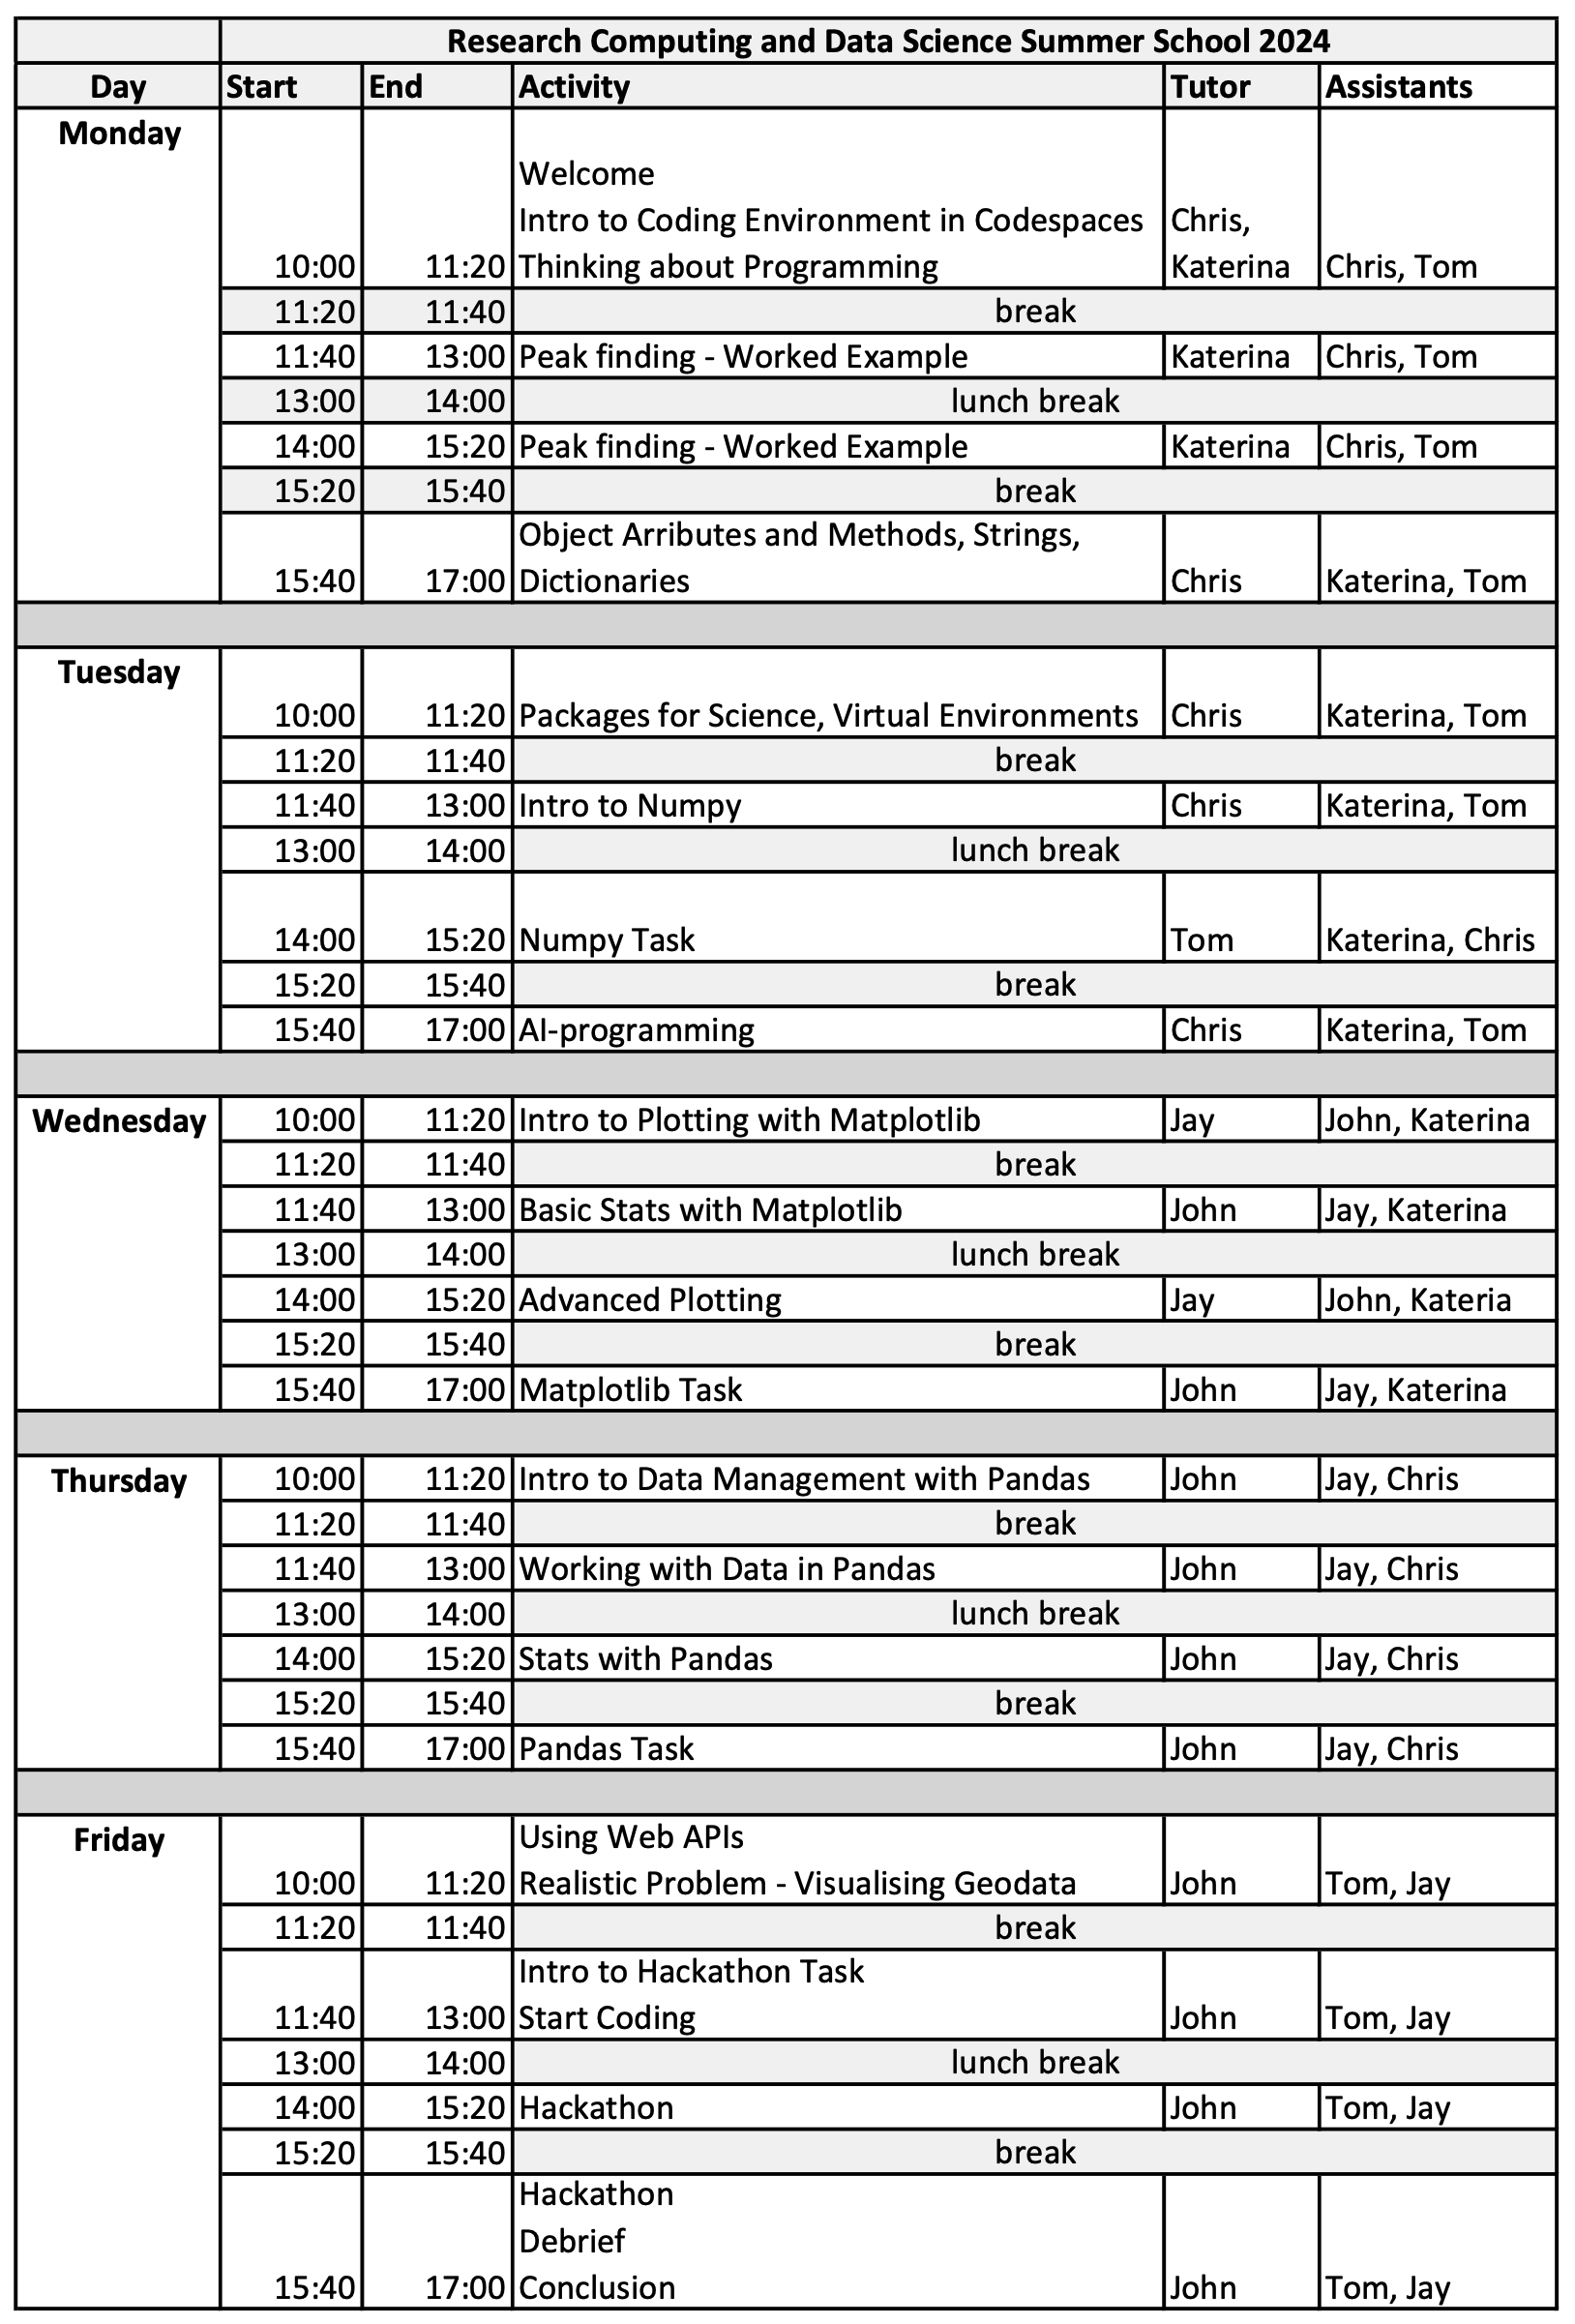 Research Computing and Data Science Summer School 2024
Day Start End Activity Tutor Assistants
Monday
Welcome
Intro to Coding Environment in Codespaces Chris,
10:00 11:20 Thinking about Programming Katerina Chris, Tom
11:20 11:40 break
11:40 13:00 Peak finding - Worked Example Katerina Chris, Tom
13:00 14:00 lunch break
14:00 15:20 Peak finding - Worked Example Katerina Chris, Tom
15:20 15:40 break
Object Arributes and Methods, Strings,
15:40 17:00 Dictionaries Chris Katerina, Tom
Tuesday
10:00 11:20 Packages for Science, Virtual Environments Chris Katerina, Tom
11:20 11:40 break
11:40 13:00 Intro to Numpy Chris Katerina, Tom
13:00 14:00 lunch break
14:00 15:20 Numpy Task Tom Katerina, Chris
15:20 15:40 break
15:40 17:00 AI-programming Chris Katerina, Tom
Wednesday 10:00 11:20 Intro to Plotting with Matplotlib Jay John, Katerina
11:20 11:40 break
11:40 13:00 Basic Stats with Matplotlib John Jay, Katerina
13:00 14:00 lunch break
14:00 15:20 Advanced Plotting Jay John, Kateria
15:20 15:40 break
15:40 17:00 Matplotlib Task John Jay, Katerina
Thursday 10:00 11:20 Intro to Data Management with Pandas John Jay, Chris
11:20 11:40 break
11:40 13:00 Working with Data in Pandas John Jay, Chris
13:00 14:00 lunch break
14:00 15:20 Stats with Pandas John Jay, Chris
15:20 15:40 break
15:40 17:00 Pandas Task John Jay, Chris
Friday Using Web APIs
10:00 11:20 Realistic Problem - Visualising Geodata John Tom, Jay
11:20 11:40 break
Intro to Hackathon Task
11:40 13:00 Start Coding John Tom, Jay
13:00 14:00 lunch break
14:00 15:20 Hackathon John Tom, Jay
15:20 15:40 break
Hackathon
Debrief
15:40 17:00 Conclusion John Tom, Jay